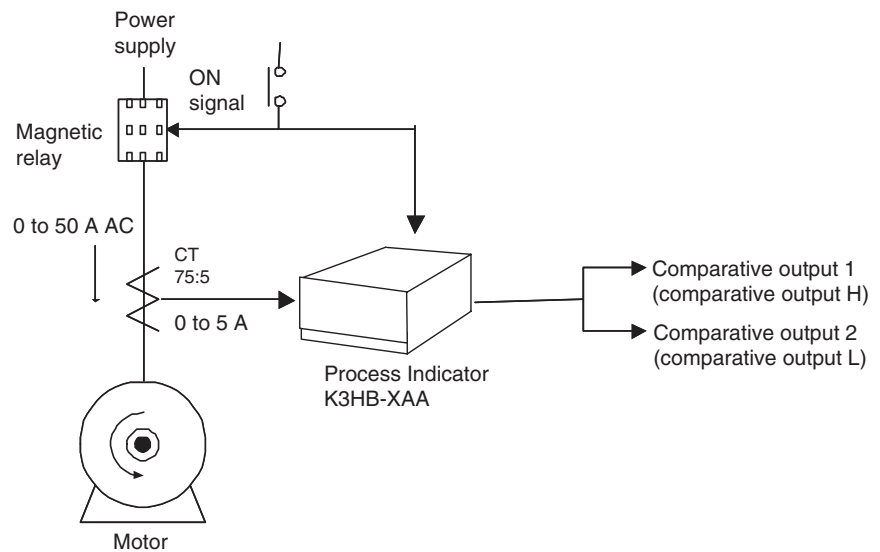 Power
supply
ON
signal
Magnetic
relay
0 to 50 A AC
CT
75:5
0 to 5 A
Comparative output 1
(comparative output H)
Comparative output 2
(comparative output L)
Process Indicator
K3HB-XAA
Motor